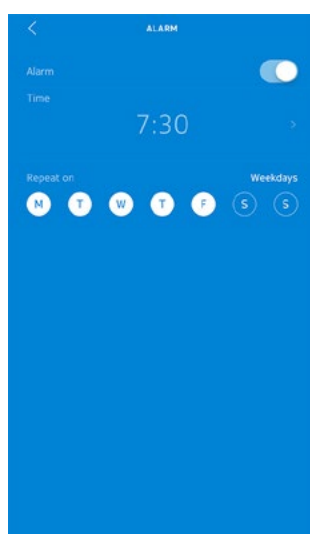 ALARM
Alarm
Time
7:30
Repeat on Weekdays
M T W T F S S